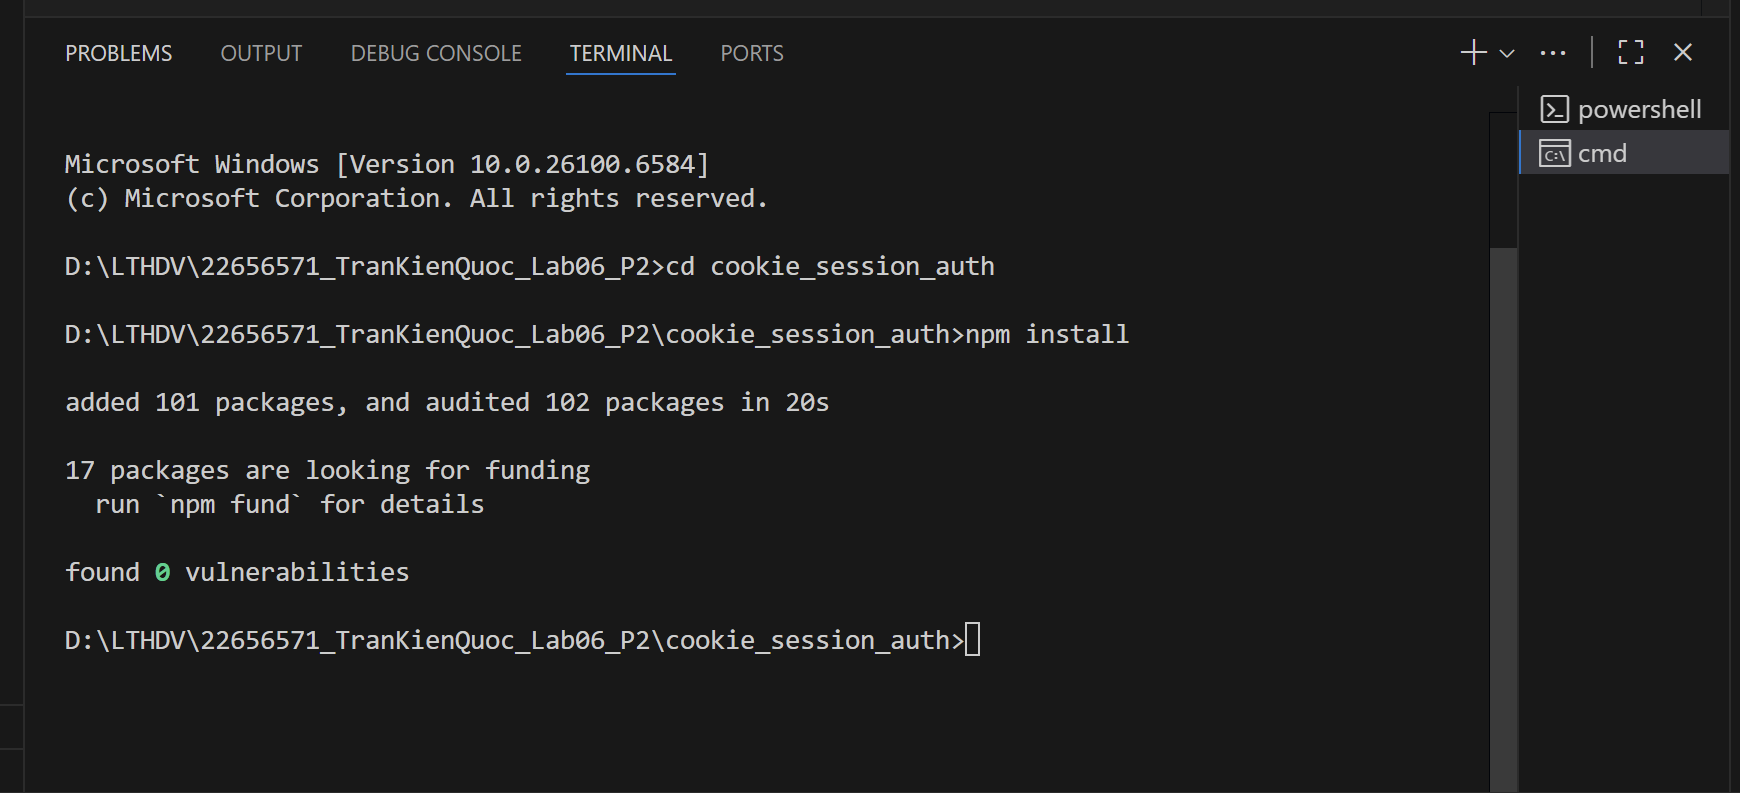 PROBLEMS OUTPUT DEBUG CONSOLE TERMINAL PORTS
powershell
C:\ cmd
Microsoft Windows [Version 10.0.26100.6584]
(c) Microsoft Corporation. All rights reserved.
D:\LTHDV\22656571_TranKienQuoc_Lab06_P2>cd cookie_session_auth
D:\LTHDV\22656571_TranKienQuoc_Lab06_P2\cookie_session_auth>npm install
added 101 packages, and audited 102 packages in 20s
17 packages are looking for funding
  run `npm fund` for details
found 0 vulnerabilities
D:\LTHDV\22656571_TranKienQuoc_Lab06_P2\cookie_session_auth>